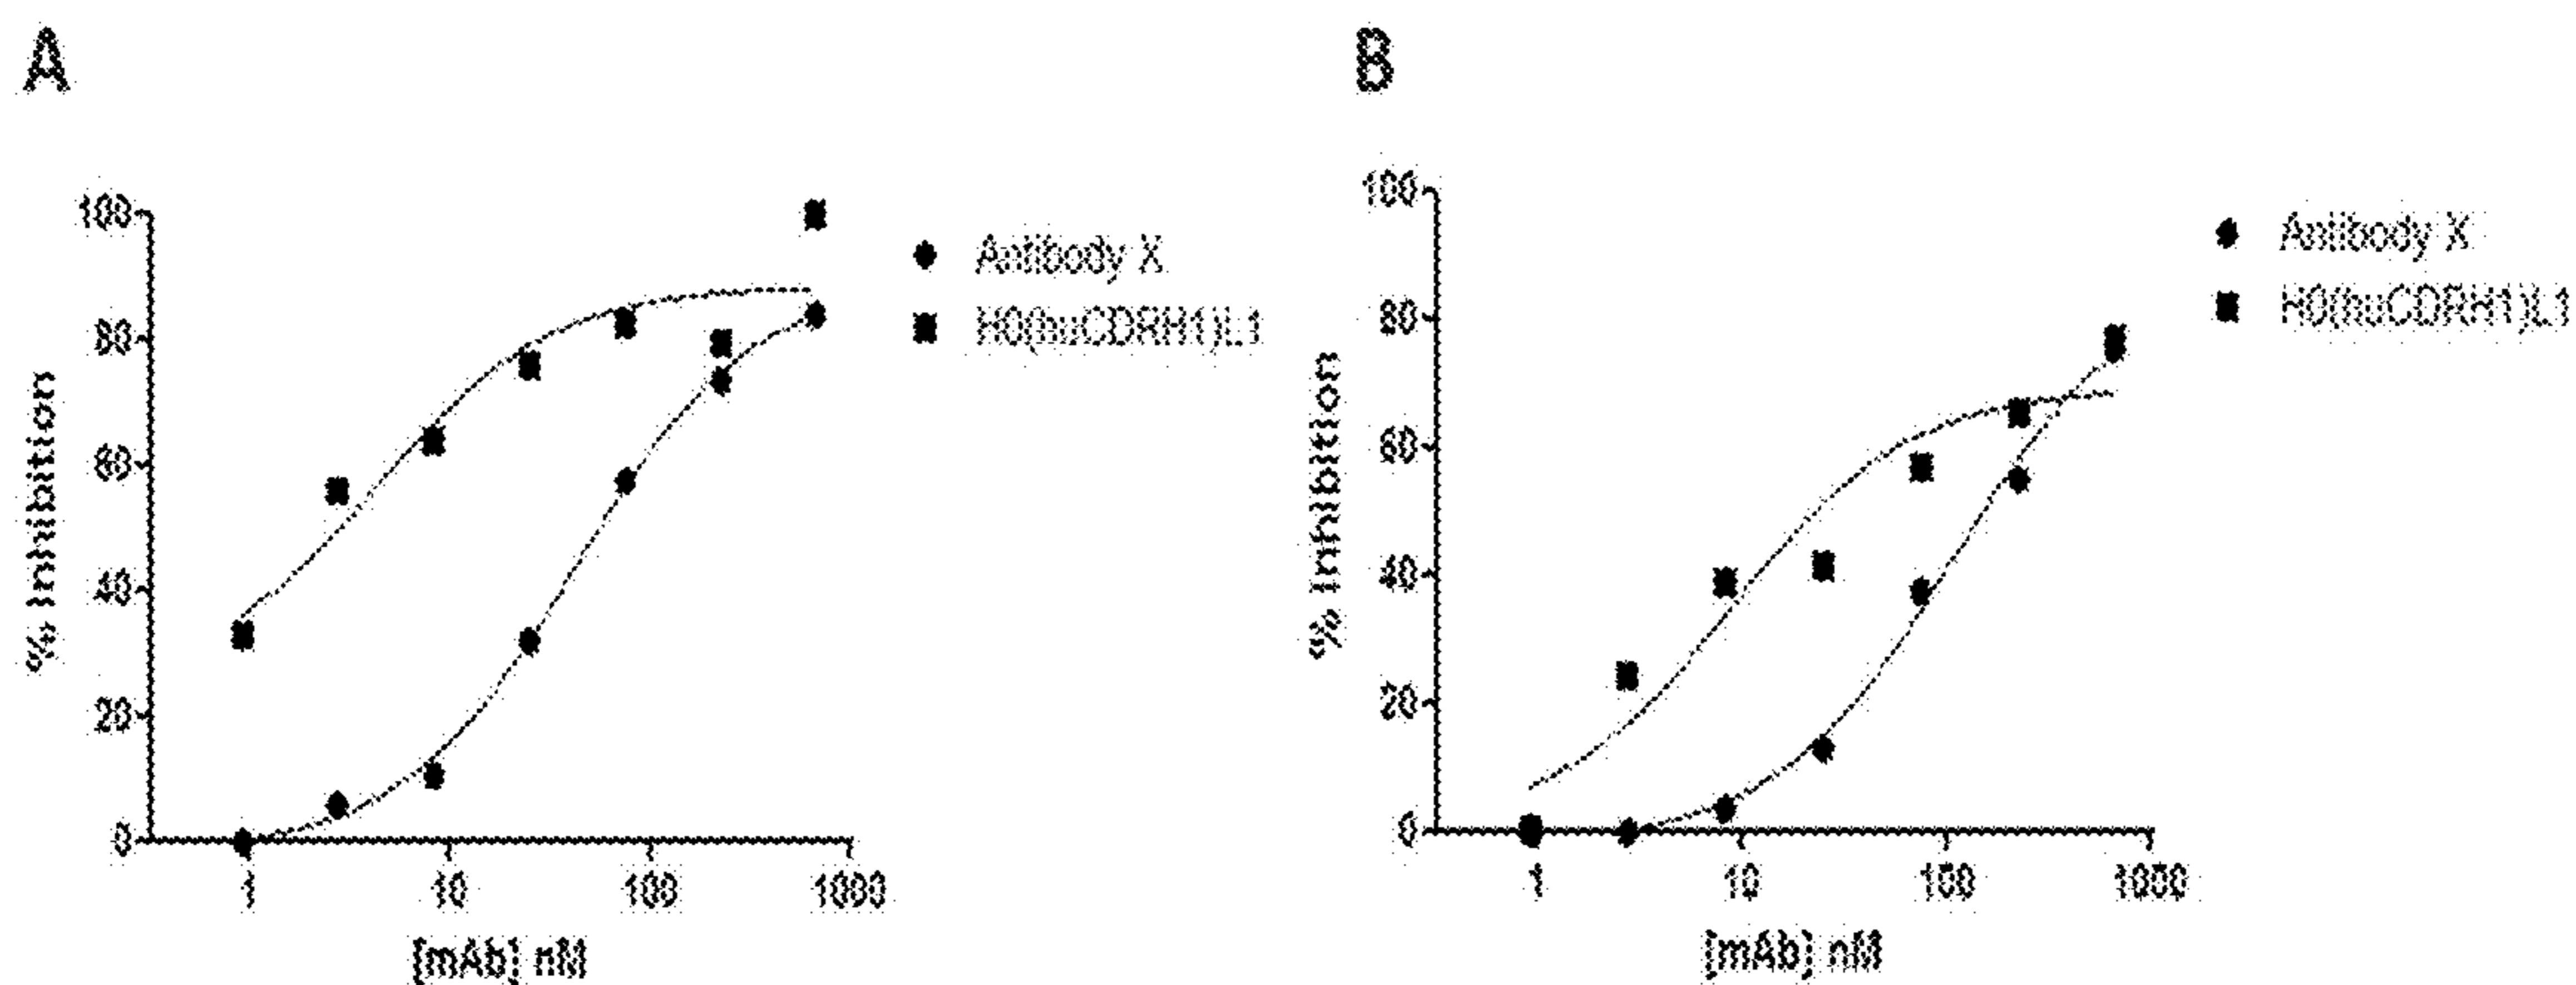 A
% Inhibition
100
80
60
40
20
0
1 10 100 1000
[mAb] nM
Antibody X
H0(huCDRH1)L1
B
% Inhibition
100
80
60
40
20
0
1 10 100 1000
[mAb] nM
Antibody X
H0(huCDRH1)L1